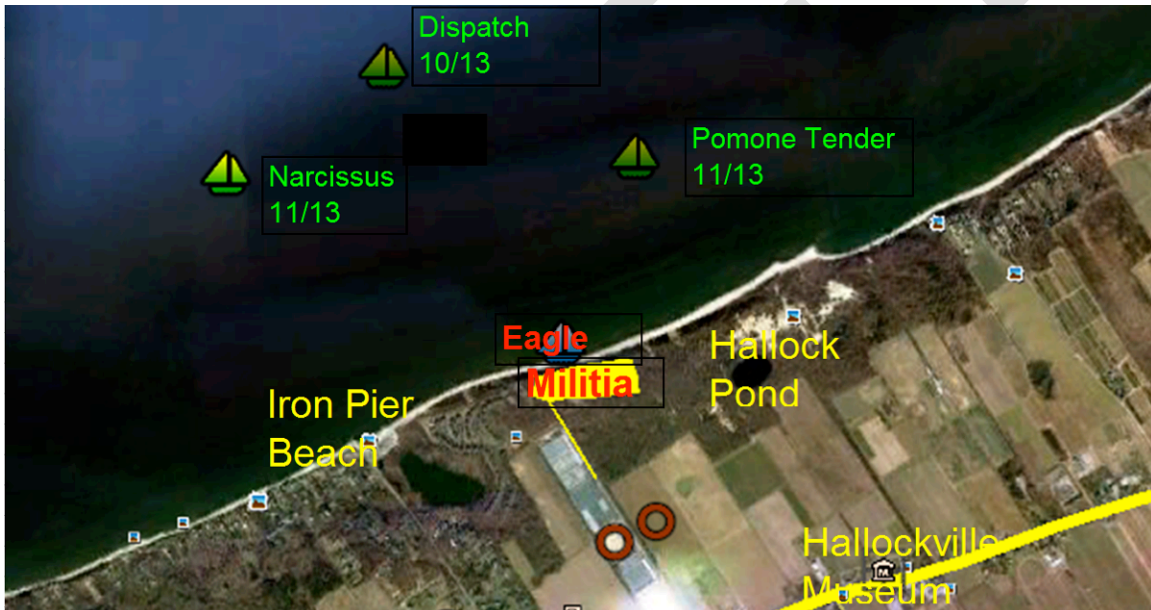 Dispatch
10/13
Pomone Tender
11/13
Narcissus
11/13
Eagle
Militia
Hallock
Pond
Iron Pier
Beach
Hallockville
Museum
M